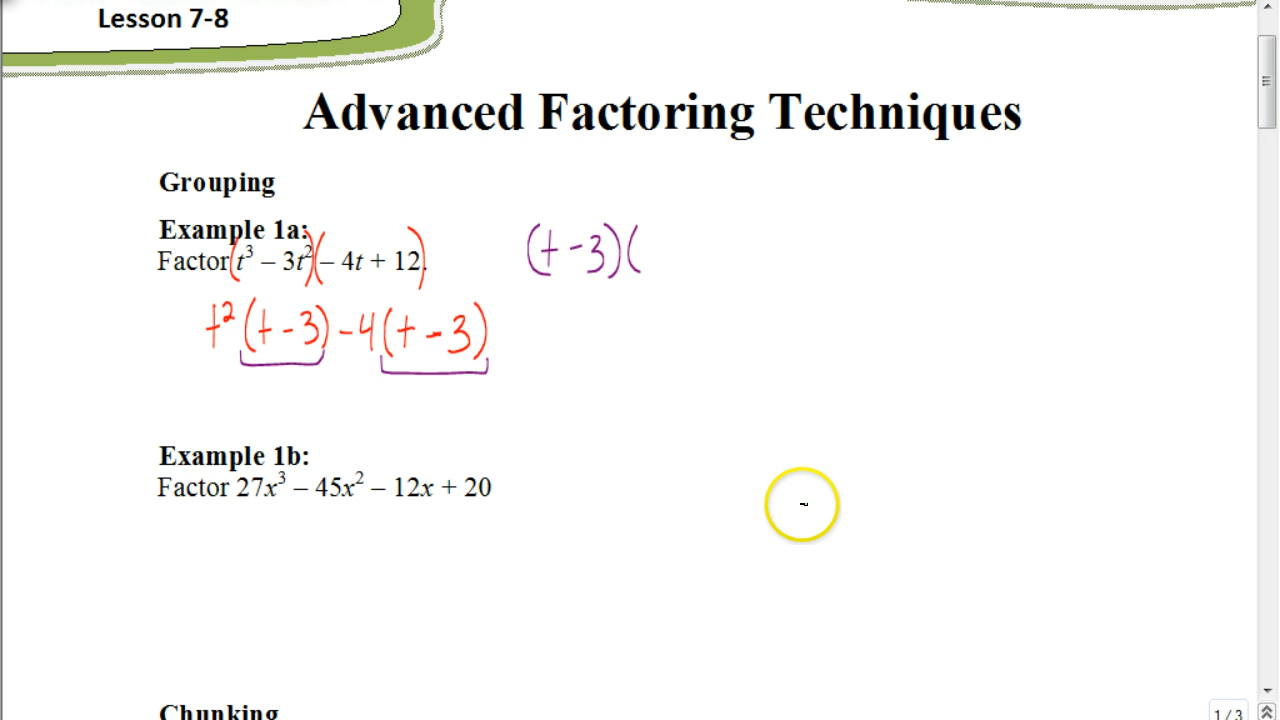 Lesson 7-8
Advanced Factoring Techniques
Grouping
Example 1a:
Factor (t³ – 3t²)(– 4t + 12).
(t - 3)(
t²(t - 3) - 4(t - 3)
Example 1b:
Factor 27x³ – 45x² – 12x + 20
Chunking
1 / 3